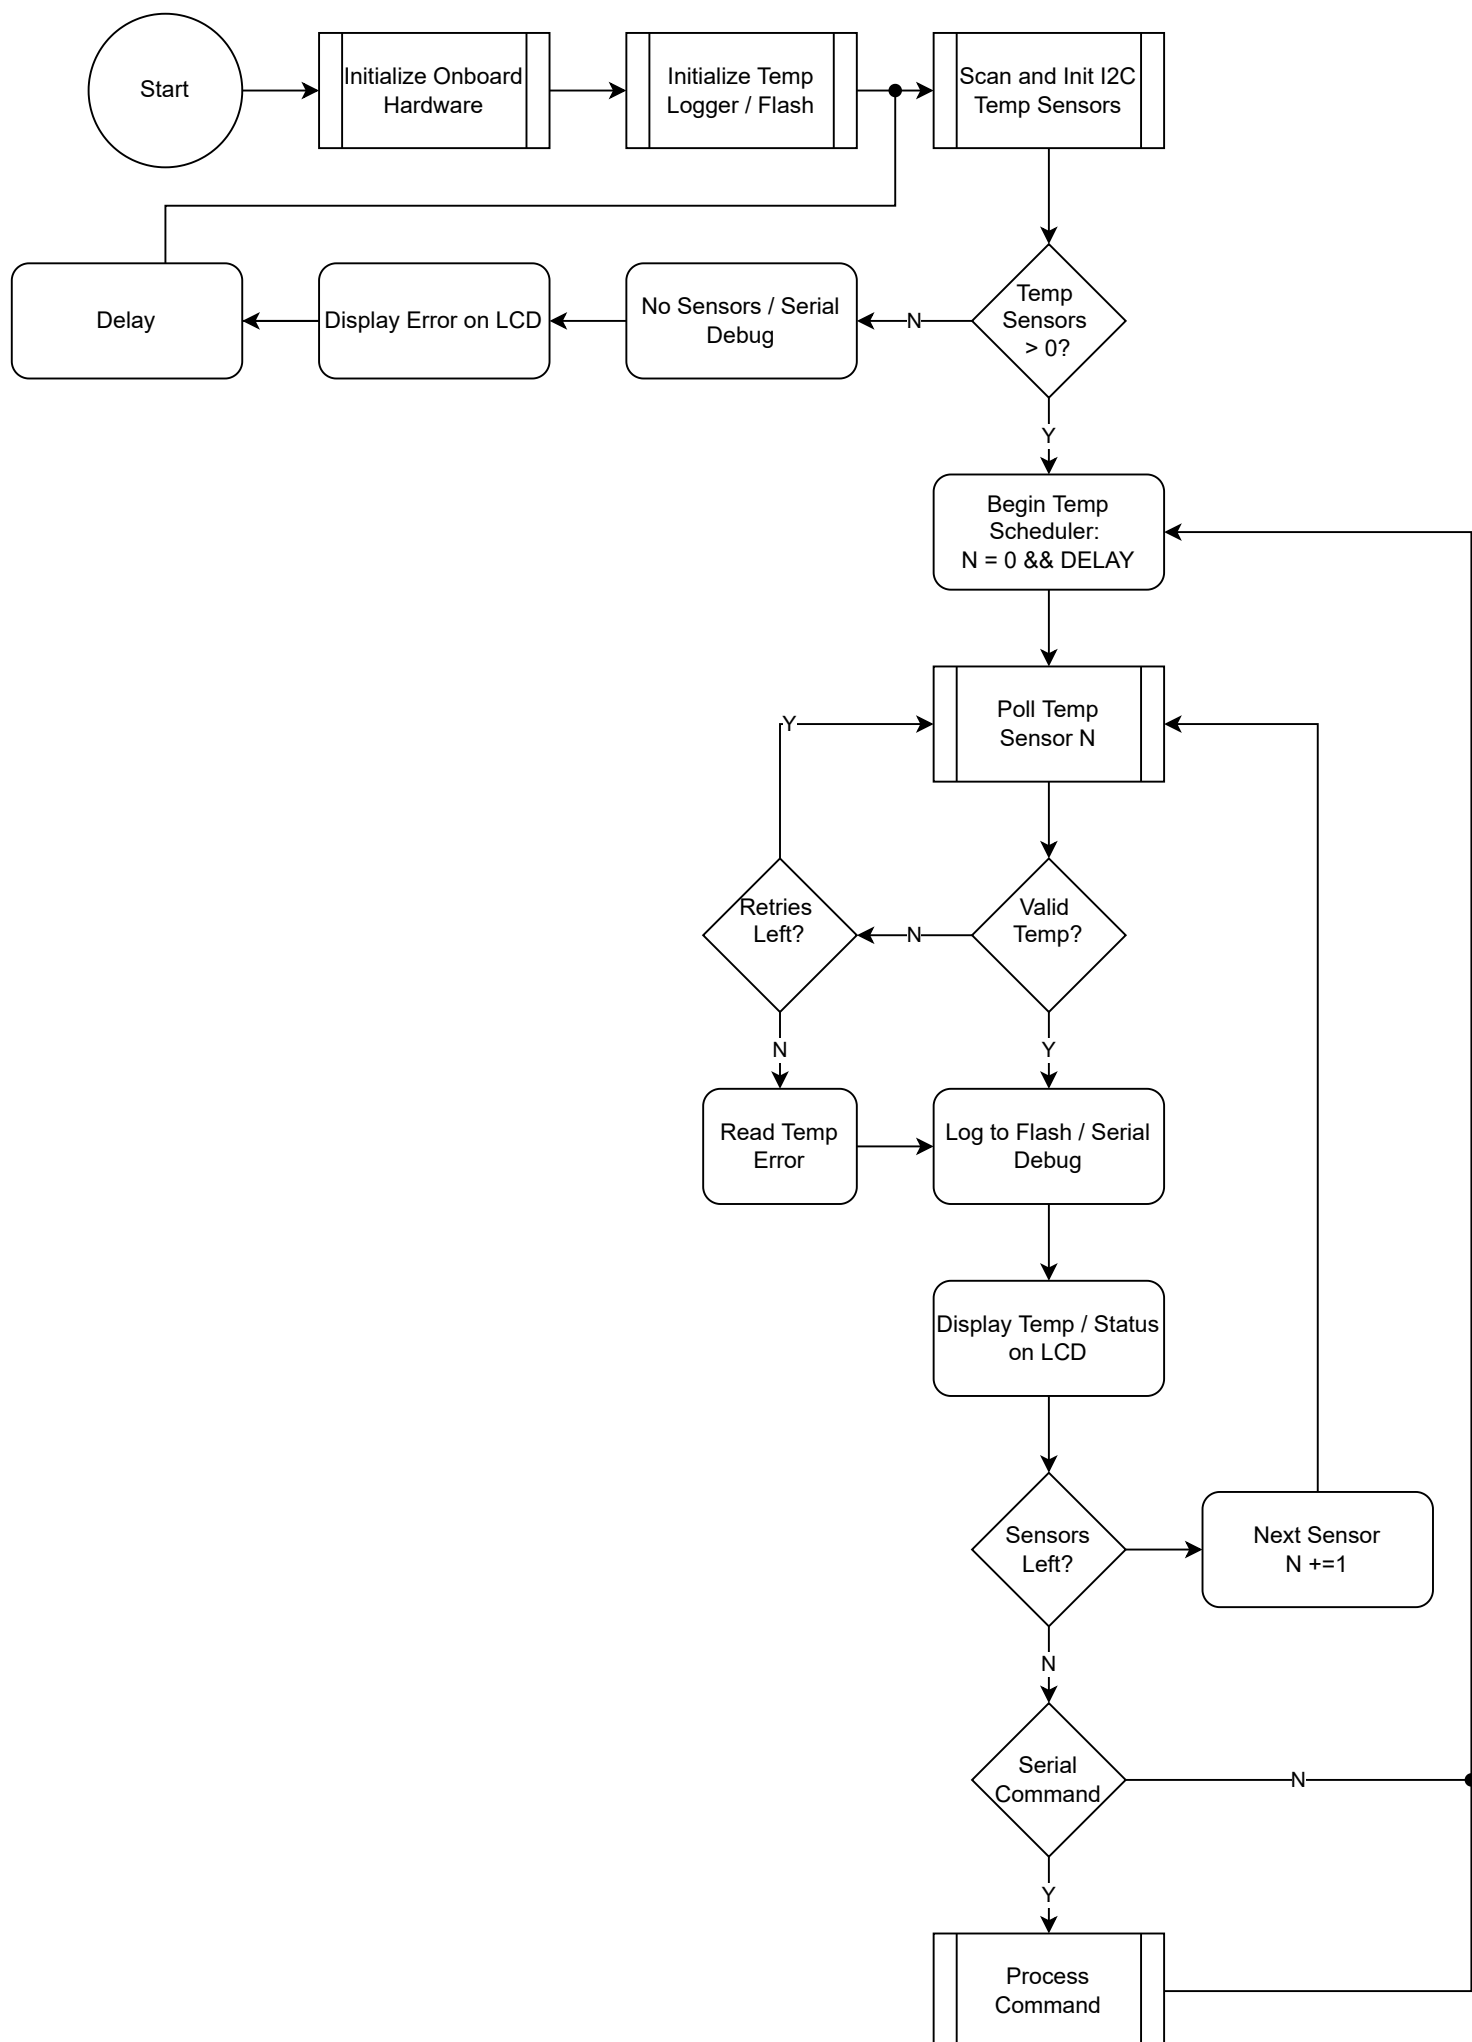 Start
Initialize Onboard
Hardware
Initialize Temp
Logger / Flash
Scan and Init I2C
Temp Sensors
Delay
Display Error on LCD
No Sensors / Serial
Debug
N
Temp
Sensors
> 0?
Y
Begin Temp
Scheduler:
N = 0 && DELAY
Y
Poll Temp
Sensor N
Retries
Left?
N
Valid
Temp?
N
Y
Read Temp
Error
Log to Flash / Serial
Debug
Display Temp / Status
on LCD
Sensors
Left?
Next Sensor
N +=1
N
Serial
Command
N
Y
Process
Command